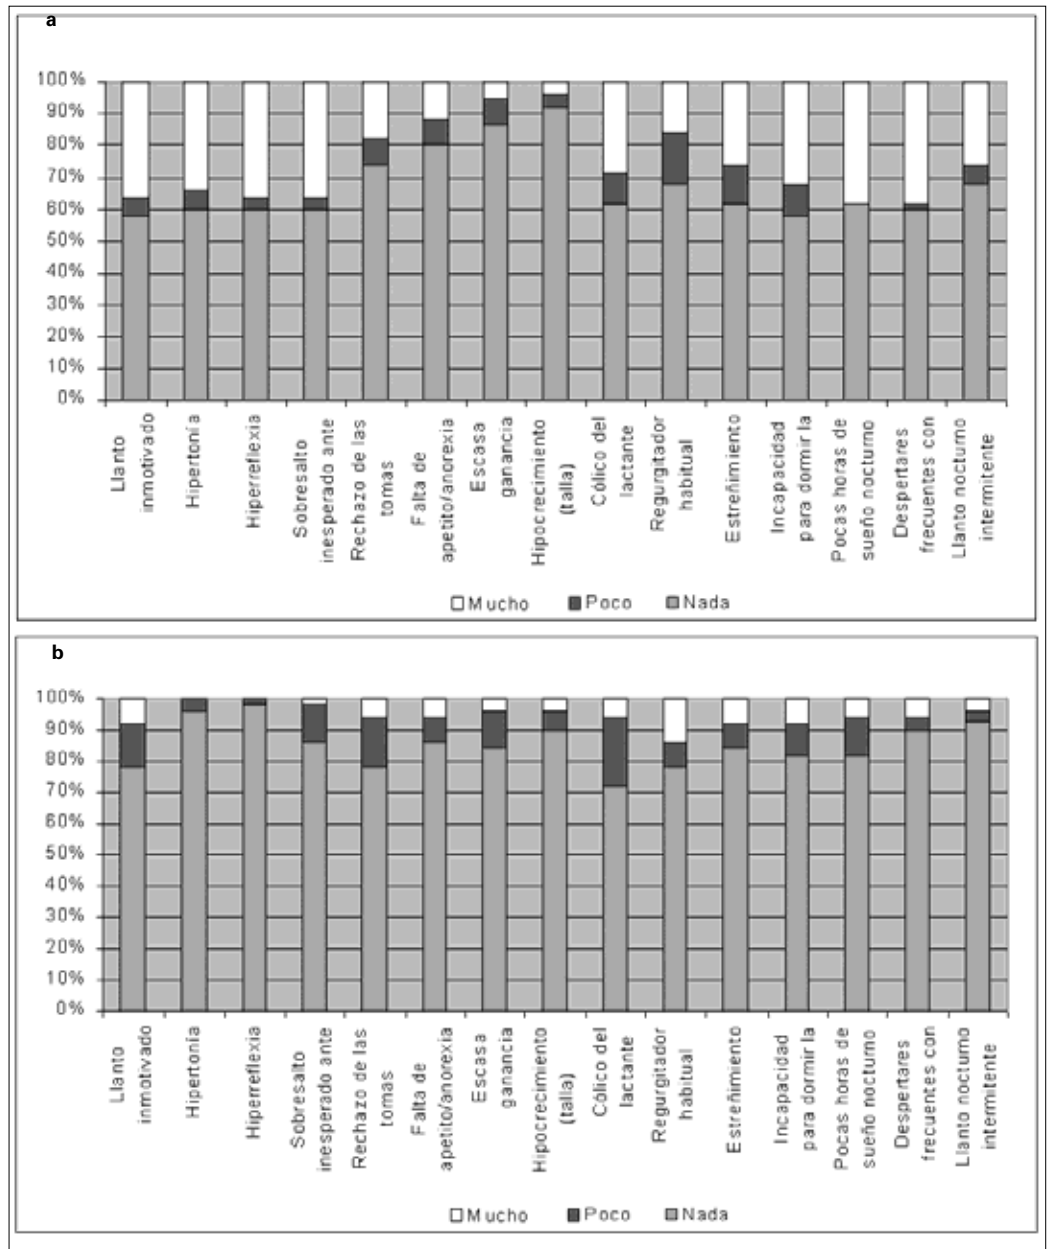 a
100%
90%
80%
70%
60%
50%
40%
30%
20%
10%
0%
Llanto
inmotivado
Hipertonía
Hiperreflexia
Sobresalto
inesperado ante
Rechazo de las
tomas
Falta de
apetito/anorexia
Escasa
ganancia
Hipocrecimiento
(talla)
Cólico del
lactante
Regurgitador
habitual
Estreñimiento
Incapacidad
para dormir la
Pocas horas de
sueño nocturno
Despertares
frecuentes con
Llanto nocturno
intermitente
Mucho Poco Nada
b
100%
90%
80%
70%
60%
50%
40%
30%
20%
10%
0%
Llanto
inmotivado
Hipertonía
Hiperreflexia
Sobresalto
inesperado ante
Rechazo de las
tomas
Falta de
apetito/anorexia
Escasa
ganancia
Hipocrecimiento
(talla)
Cólico del
lactante
Regurgitador
habitual
Estreñimiento
Incapacidad
para dormir la
Pocas horas de
sueño nocturno
Despertares
frecuentes con
Llanto nocturno
intermitente
Mucho Poco Nada